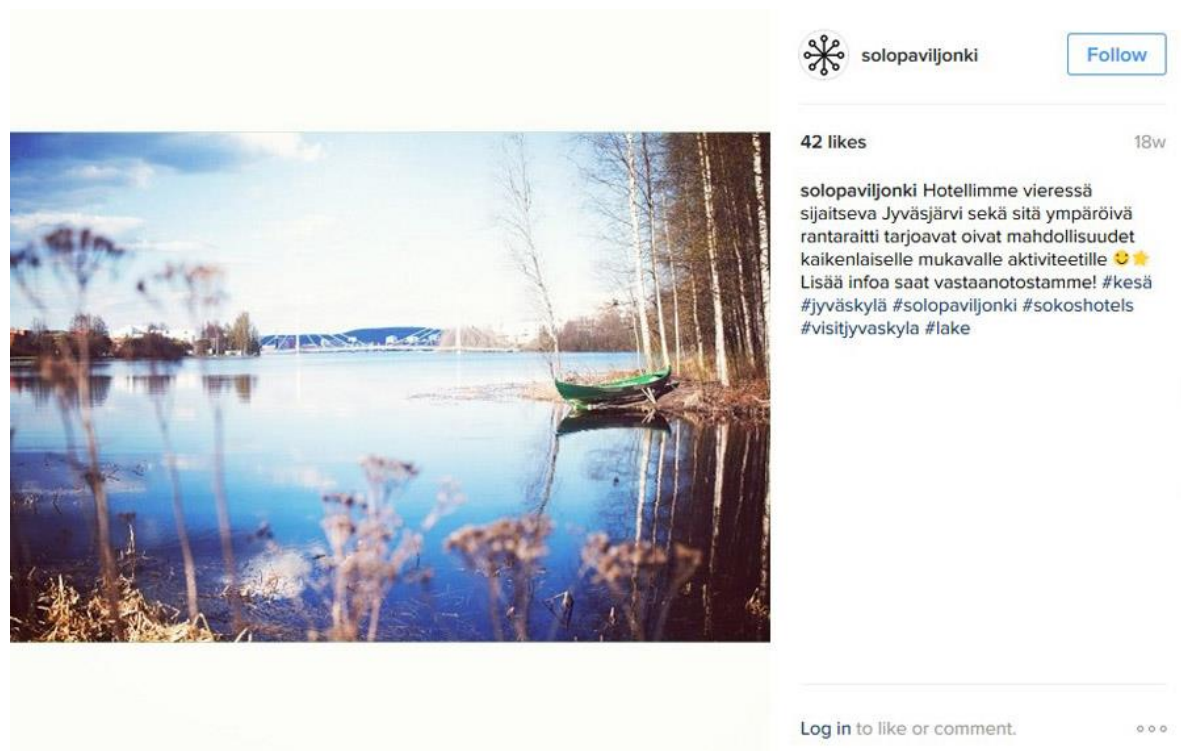 solopaviljonki
Follow
42 likes
18w
solopaviljonki Hotellimme vieressä
sijaitseva Jyväsjärvi sekä sitä ympäröivä
rantaraitti tarjoavat oivat mahdollisuudet
kaikenlaiselle mukavalle aktiviteetille
Lisää infoa saat vastaanotostamme! #kesä
#jyväskylä #solopaviljonki #sokoshotels
#visitjyvaskyla #lake
Log in to like or comment.